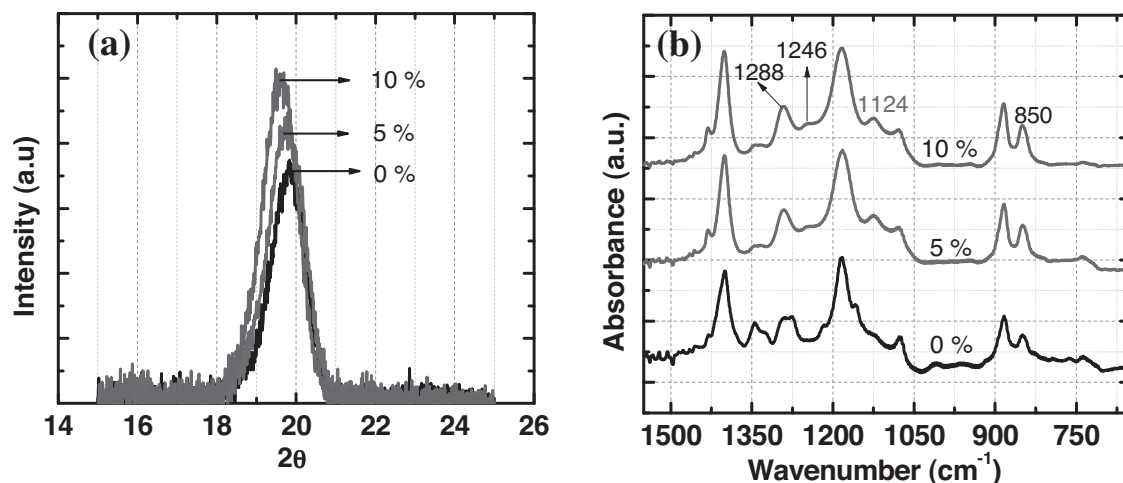 (a)
10 %
5 %
0 %
Intensity (a.u)
14 16 18 20 22 24 26
2θ
(b)
1288
1246
1124
850
10 %
5 %
0 %
Absorbance (a.u.)
1500 1350 1200 1050 900 750
Wavenumber (cm⁻¹)